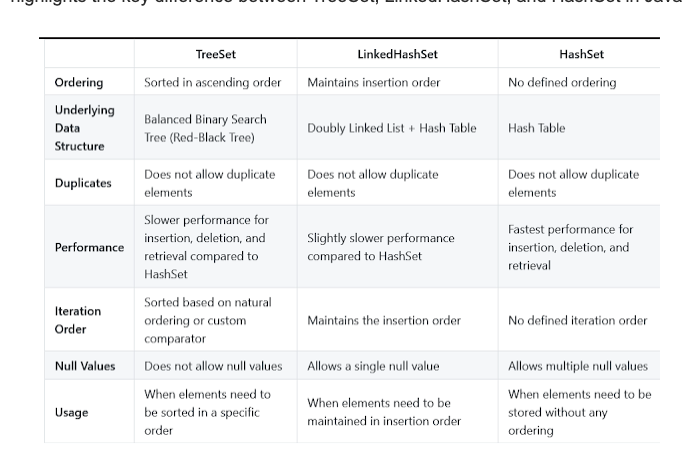 highlights the key difference between TreeSet, LinkedHashSet, and HashSet in Java
TreeSet LinkedHashSet HashSet
Ordering Sorted in ascending order Maintains insertion order No defined ordering
Underlying
Data
Structure
Balanced Binary Search
Tree (Red-Black Tree)
Doubly Linked List + Hash Table
Hash Table
Duplicates
Does not allow duplicate
elements
Does not allow duplicate
elements
Does not allow duplicate
elements
Performance
Slower performance for
insertion, deletion, and
retrieval compared to
HashSet
Slightly slower performance
compared to HashSet
Fastest performance for
insertion, deletion, and
retrieval
Iteration
Order
Sorted based on natural
ordering or custom
comparator
Maintains the insertion order
No defined iteration order
Null Values Does not allow null values Allows a single null value Allows multiple null values
Usage
When elements need to
be sorted in a specific
order
When elements need to be
maintained in insertion order
When elements need to be
stored without any
ordering